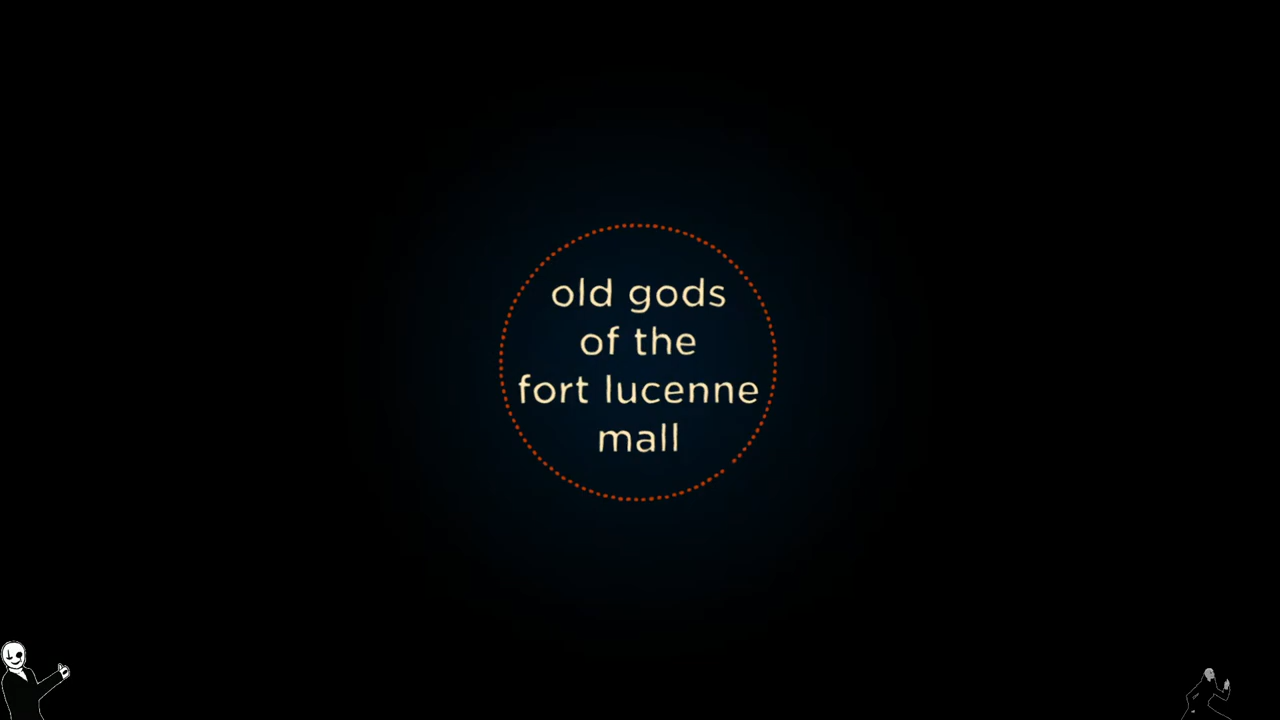 old gods
of the
fort lucenne
mall